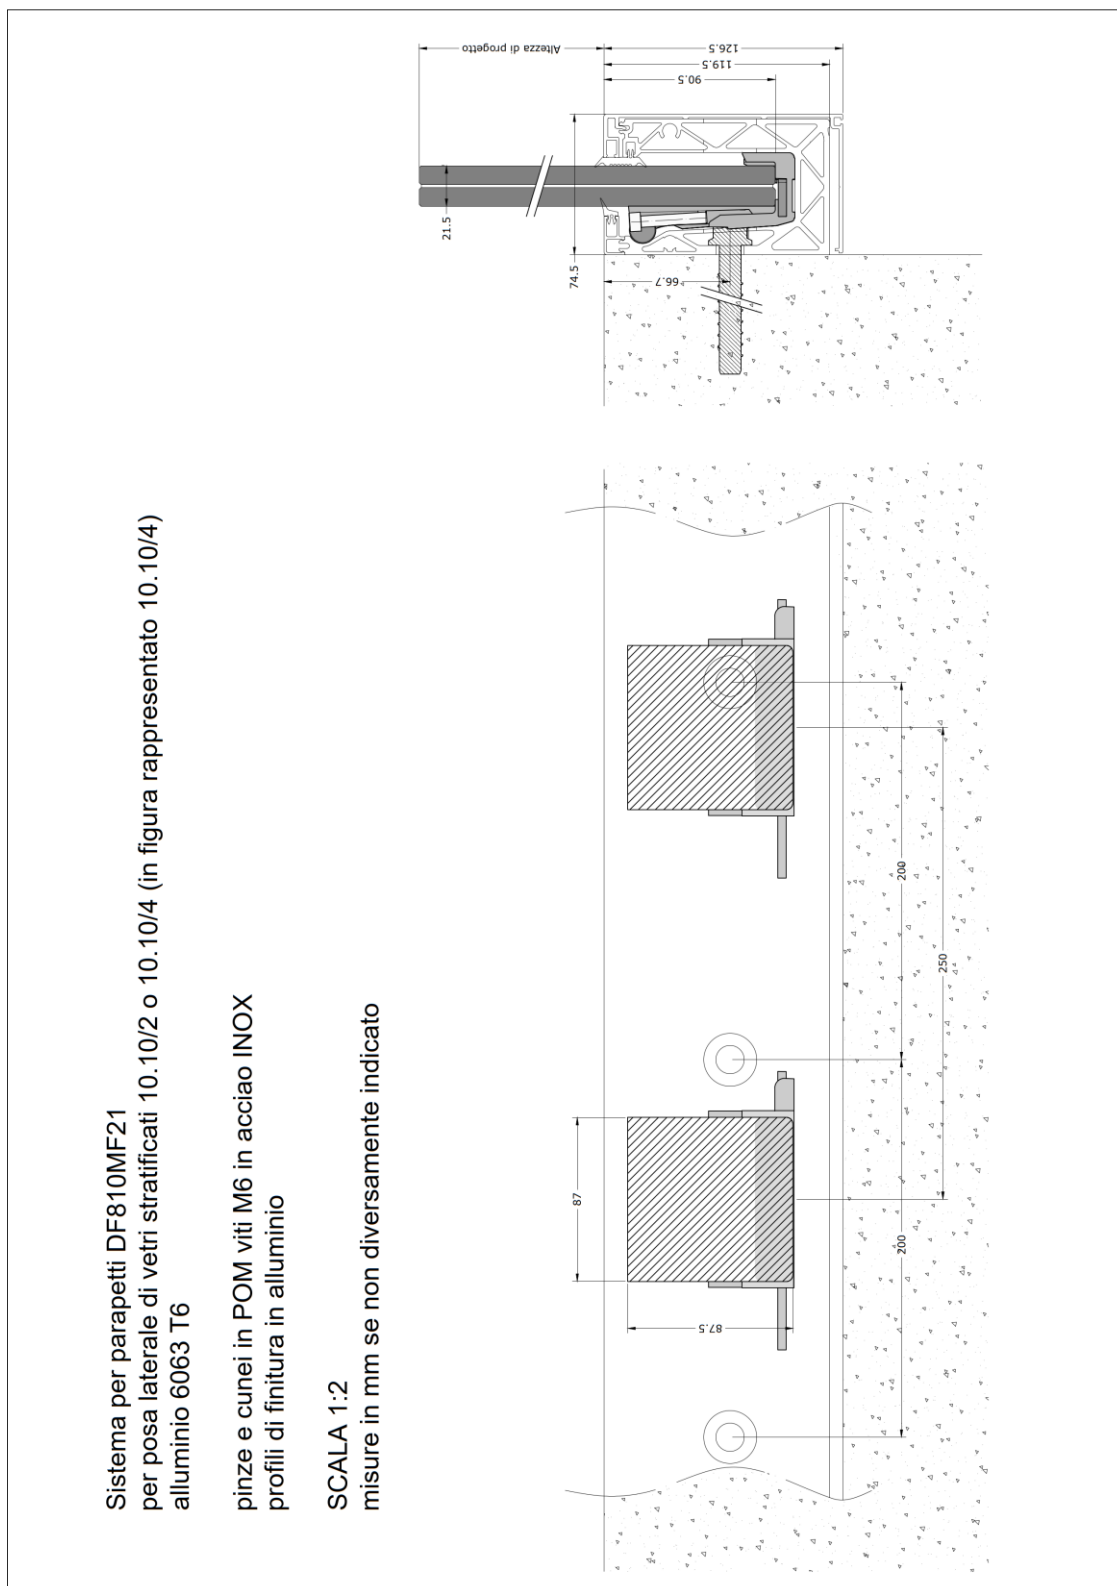 Sistema per parapetti DF810MF21
per posa laterale di vetri stratificati 10.10/2 o 10.10/4 (in figura rappresentato 10.10/4)
alluminio 6063 T6
pinze e cunei in POM viti M6 in acciao INOX
profili di finitura in alluminio
SCALA 1:2
misure in mm se non diversamente indicato
Altezza di progetto
126.5
119.5
90.5
21.5
74.5
66.7
200
250
87
200
87.5